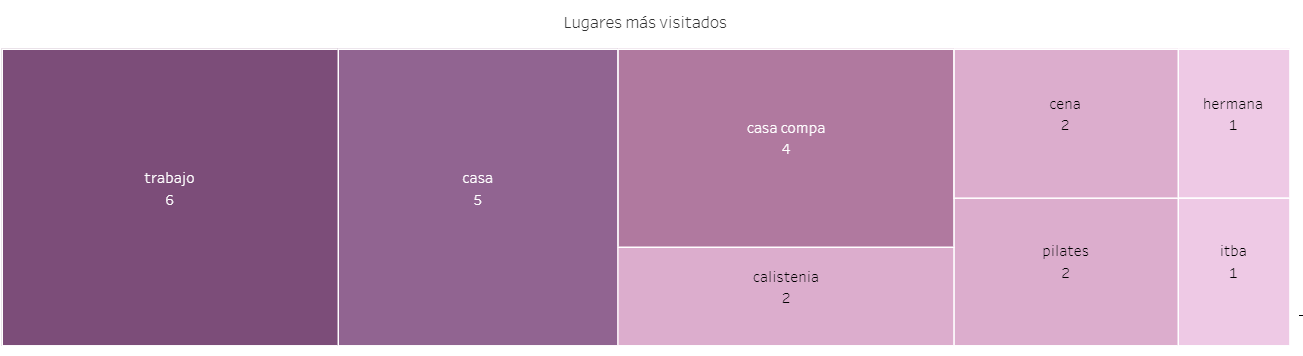 Lugares más visitados
trabajo
6
casa
5
casa compa
4
calistenia
2
cena
2
pilates
2
hermana
1
itba
1